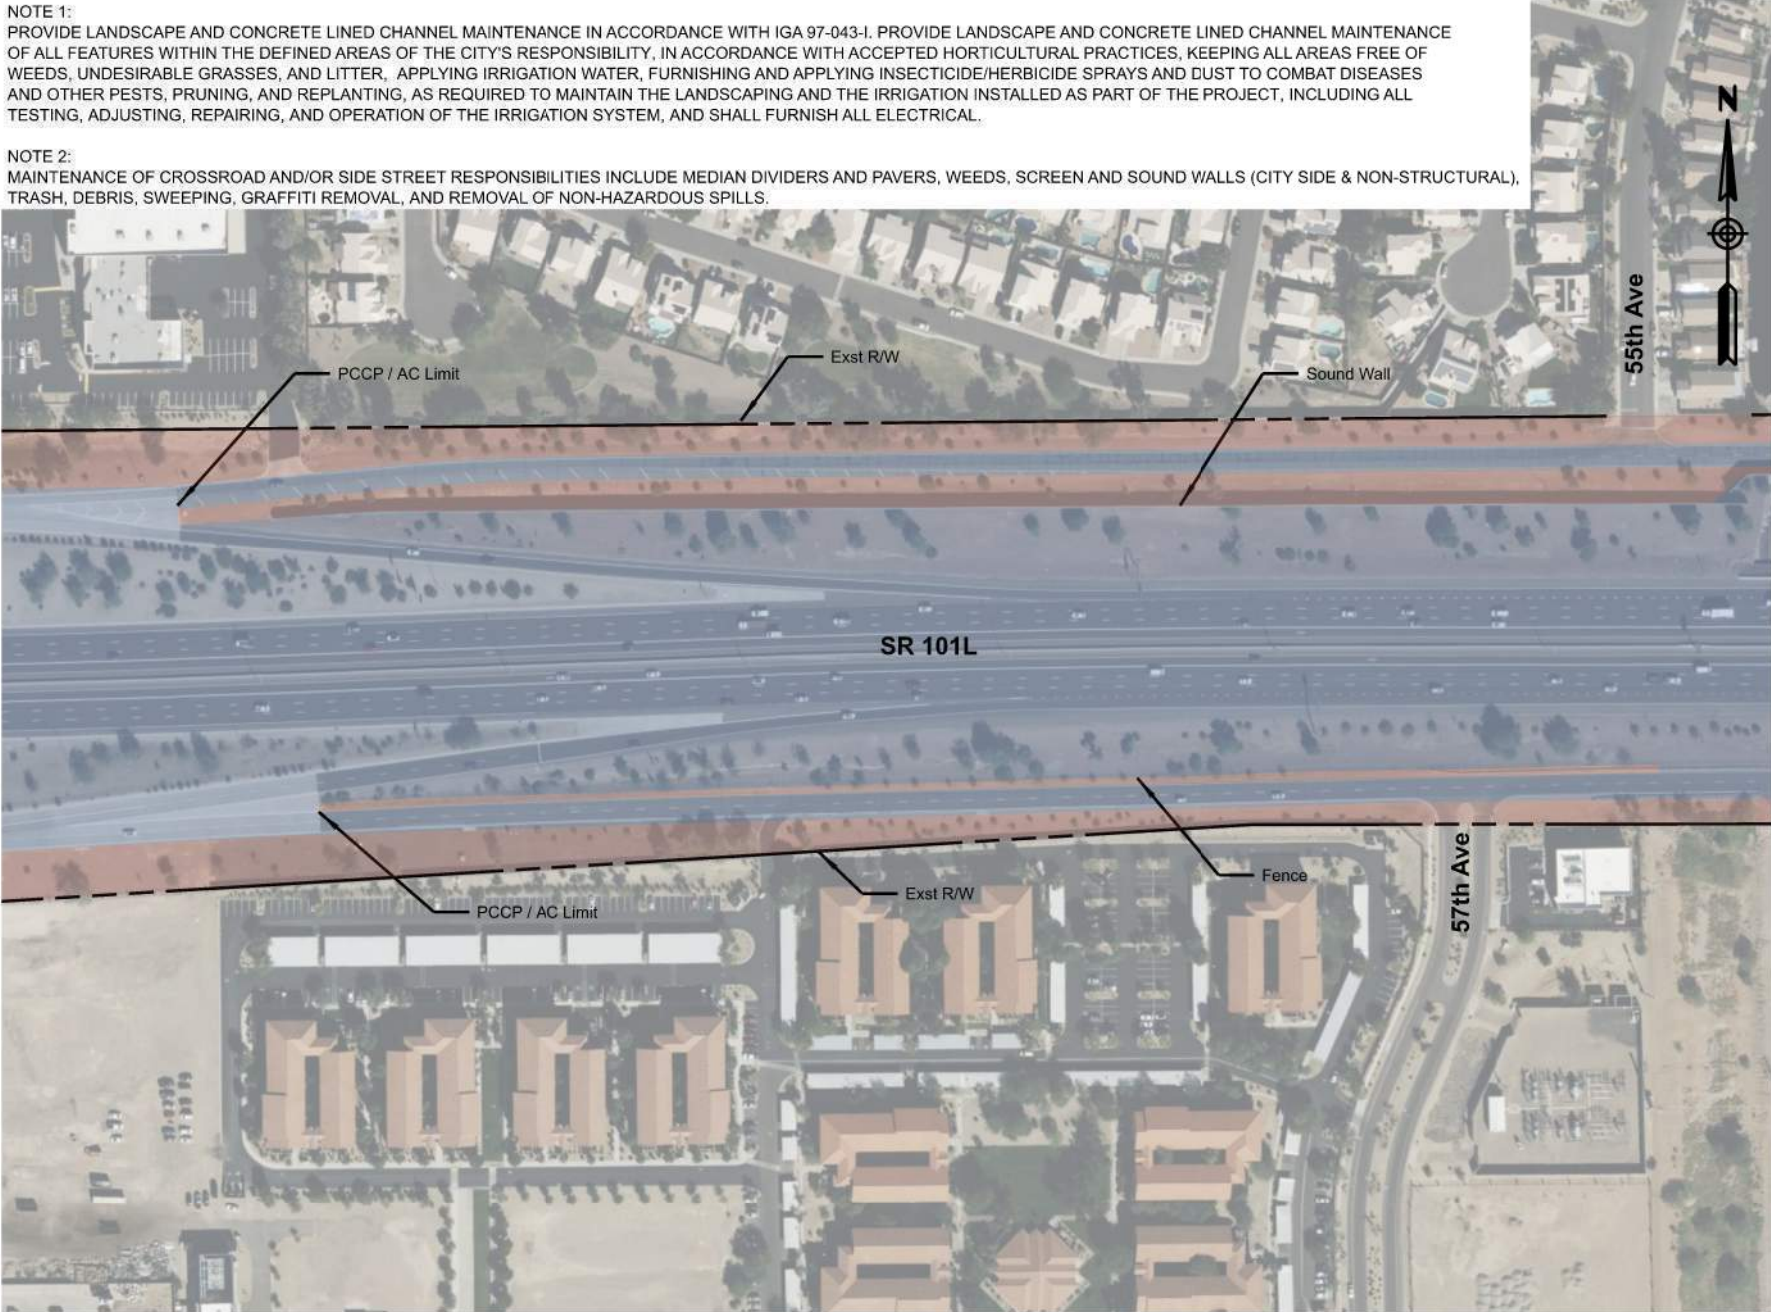 NOTE 1:
PROVIDE LANDSCAPE AND CONCRETE LINED CHANNEL MAINTENANCE IN ACCORDANCE WITH IGA 97-043-I. PROVIDE LANDSCAPE AND CONCRETE LINED CHANNEL MAINTENANCE
OF ALL FEATURES WITHIN THE DEFINED AREAS OF THE CITY'S RESPONSIBILITY, IN ACCORDANCE WITH ACCEPTED HORTICULTURAL PRACTICES, KEEPING ALL AREAS FREE OF
WEEDS, UNDESIRABLE GRASSES, AND LITTER, APPLYING IRRIGATION WATER, FURNISHING AND APPLYING INSECTICIDE/HERBICIDE SPRAYS AND DUST TO COMBAT DISEASES
AND OTHER PESTS, PRUNING, AND REPLANTING, AS REQUIRED TO MAINTAIN THE LANDSCAPING AND THE IRRIGATION INSTALLED AS PART OF THE PROJECT, INCLUDING ALL
TESTING, ADJUSTING, REPAIRING, AND OPERATION OF THE IRRIGATION SYSTEM, AND SHALL FURNISH ALL ELECTRICAL.
NOTE 2:
MAINTENANCE OF CROSSROAD AND/OR SIDE STREET RESPONSIBILITIES INCLUDE MEDIAN DIVIDERS AND PAVERS, WEEDS, SCREEN AND SOUND WALLS (CITY SIDE & NON-STRUCTURAL),
TRASH, DEBRIS, SWEEPING, GRAFFITI REMOVAL, AND REMOVAL OF NON-HAZARDOUS SPILLS.
N
55th Ave
Exst R/W
PCCP / AC Limit
Sound Wall
SR 101L
Fence
Exst R/W
PCCP / AC Limit
57th Ave